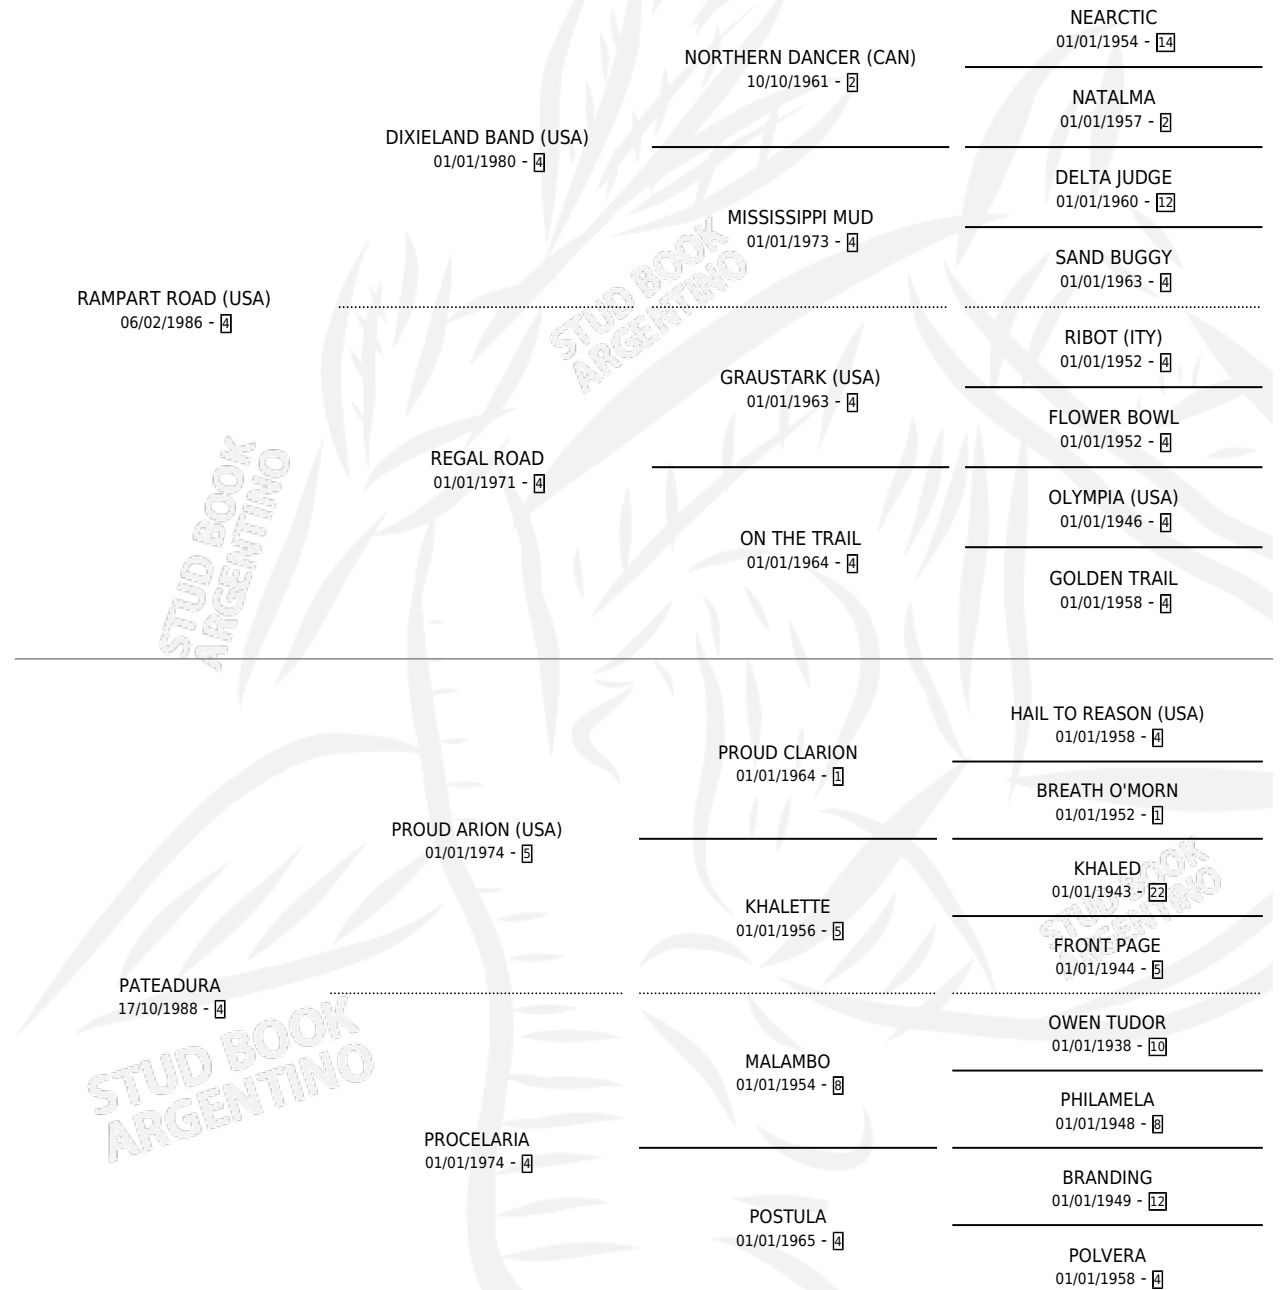 NEARCTIC
01/01/1954 - 14
NORTHERN DANCER (CAN)
10/10/1961 - 2
NATALMA
01/01/1957 - 2
DIXIELAND BAND (USA)
01/01/1980 - 4
DELTA JUDGE
01/01/1960 - 12
MISSISSIPPI MUD
01/01/1973 - 4
SAND BUGGY
01/01/1963 - 4
RAMPART ROAD (USA)
06/02/1986 - 4
RIBOT (ITY)
01/01/1952 - 4
GRAUSTARK (USA)
01/01/1963 - 4
FLOWER BOWL
01/01/1952 - 4
REGAL ROAD
01/01/1971 - 4
OLYMPIA (USA)
01/01/1946 - 4
ON THE TRAIL
01/01/1964 - 4
GOLDEN TRAIL
01/01/1958 - 4
HAIL TO REASON (USA)
01/01/1958 - 4
PROUD CLARION
01/01/1964 - 1
BREATH O'MORN
01/01/1952 - 1
PROUD ARION (USA)
01/01/1974 - 5
KHALED
01/01/1943 - 22
KHALETTE
01/01/1956 - 5
FRONT PAGE
01/01/1944 - 5
PATEADURA
17/10/1988 - 4
OWEN TUDOR
01/01/1938 - 10
MALAMBO
01/01/1954 - 8
PHILAMELA
01/01/1948 - 8
PROCELARIA
01/01/1974 - 4
BRANDING
01/01/1949 - 12
POSTULA
01/01/1965 - 4
POLVERA
01/01/1958 - 4
STUD BOOK
ARGENTINO
STUD BOOK
ARGENTINO
STUD BOOK
ARGENTINO
STUD BOOK
ARGENTINO